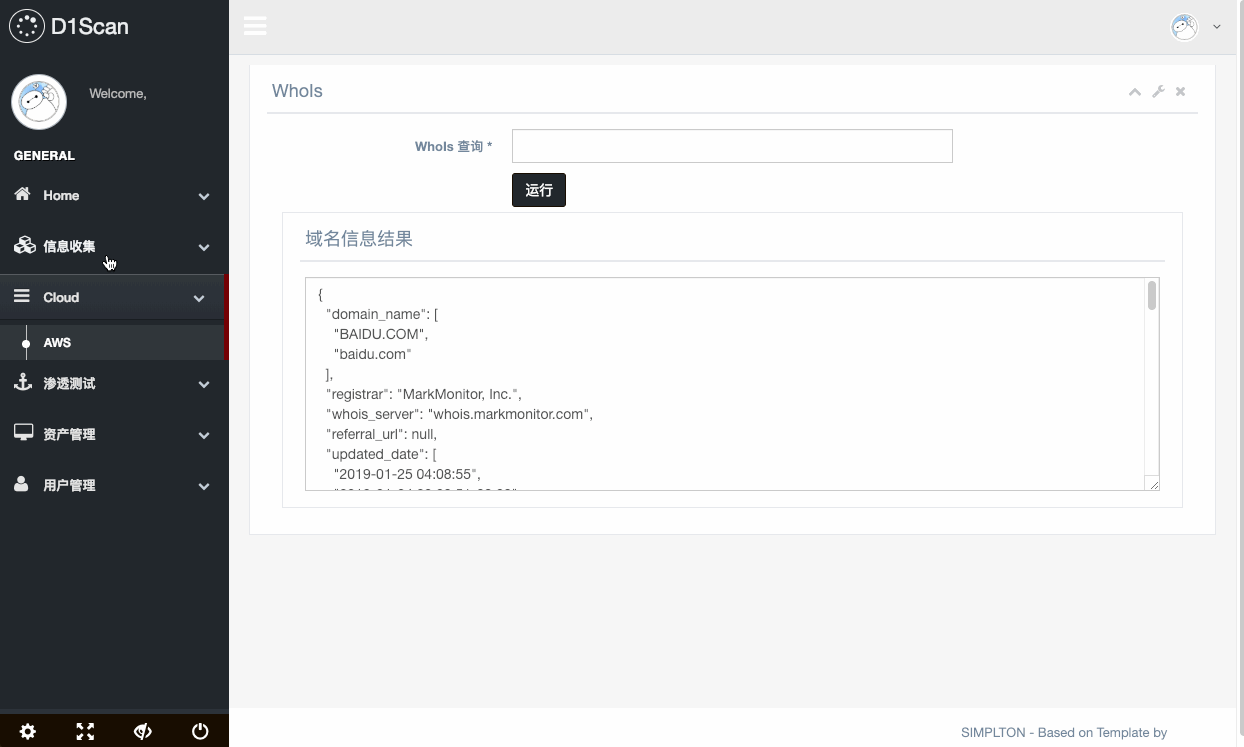 D1Scan
Welcome,
GENERAL
Home
信息收集
Cloud
AWS
渗透测试
资产管理
用户管理
WhoIs
WhoIs 查询 *
运行
域名信息结果
{
"domain_name": [
"BAIDU.COM",
"baidu.com"
],
"registrar": "MarkMonitor, Inc.",
"whois_server": "whois.markmonitor.com",
"referral_url": null,
"updated_date": [
"2019-01-25 04:08:55",
SIMPLTON - Based on Template by